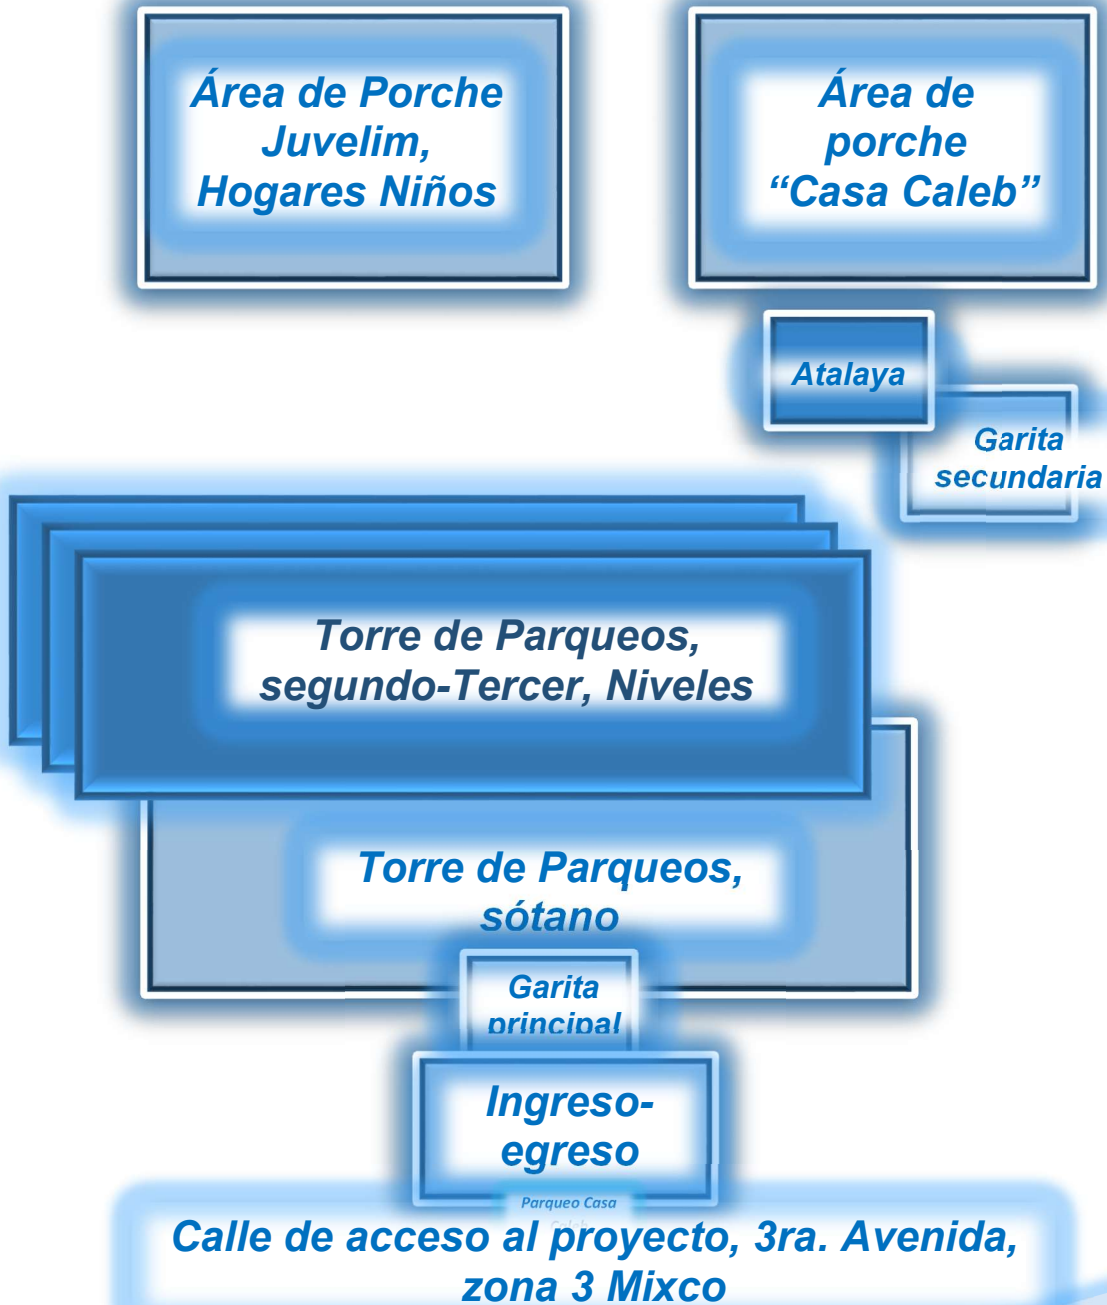 Área de Porche
Juvelim,
Hogares Niños
Área de
porche
“Casa Caleb”
Atalaya
Garita
secundaria
Torre de Parqueos,
segundo-Tercer, Niveles
Torre de Parqueos,
sótano
Garita
principal
Ingreso-
egreso
Parqueo Casa
Caleb
Calle de acceso al proyecto, 3ra. Avenida,
zona 3 Mixco